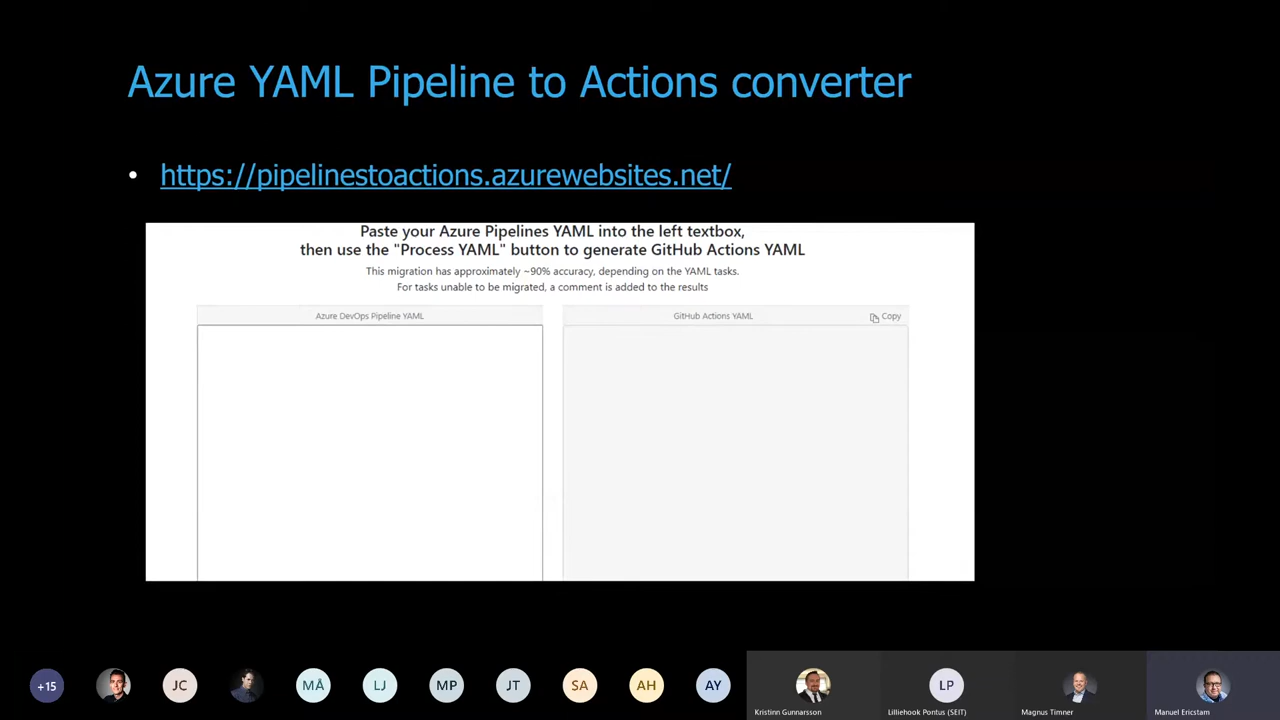 Azure YAML Pipeline to Actions converter
• https://pipelinestoactions.azurewebsites.net/
Paste your Azure Pipelines YAML into the left textbox,
then use the "Process YAML" button to generate GitHub Actions YAML
This migration has approximately ~90% accuracy, depending on the YAML tasks.
For tasks unable to be migrated, a comment is added to the results
Azure DevOps Pipeline YAML
GitHub Actions YAML
Copy
+15
JC
MÅ
LJ
MP
JT
SA
AH
AY
LP
Kristinn Gunnarsson
Lilliehook Pontus (SEIT)
Magnus Timner
Manuel Ericstam